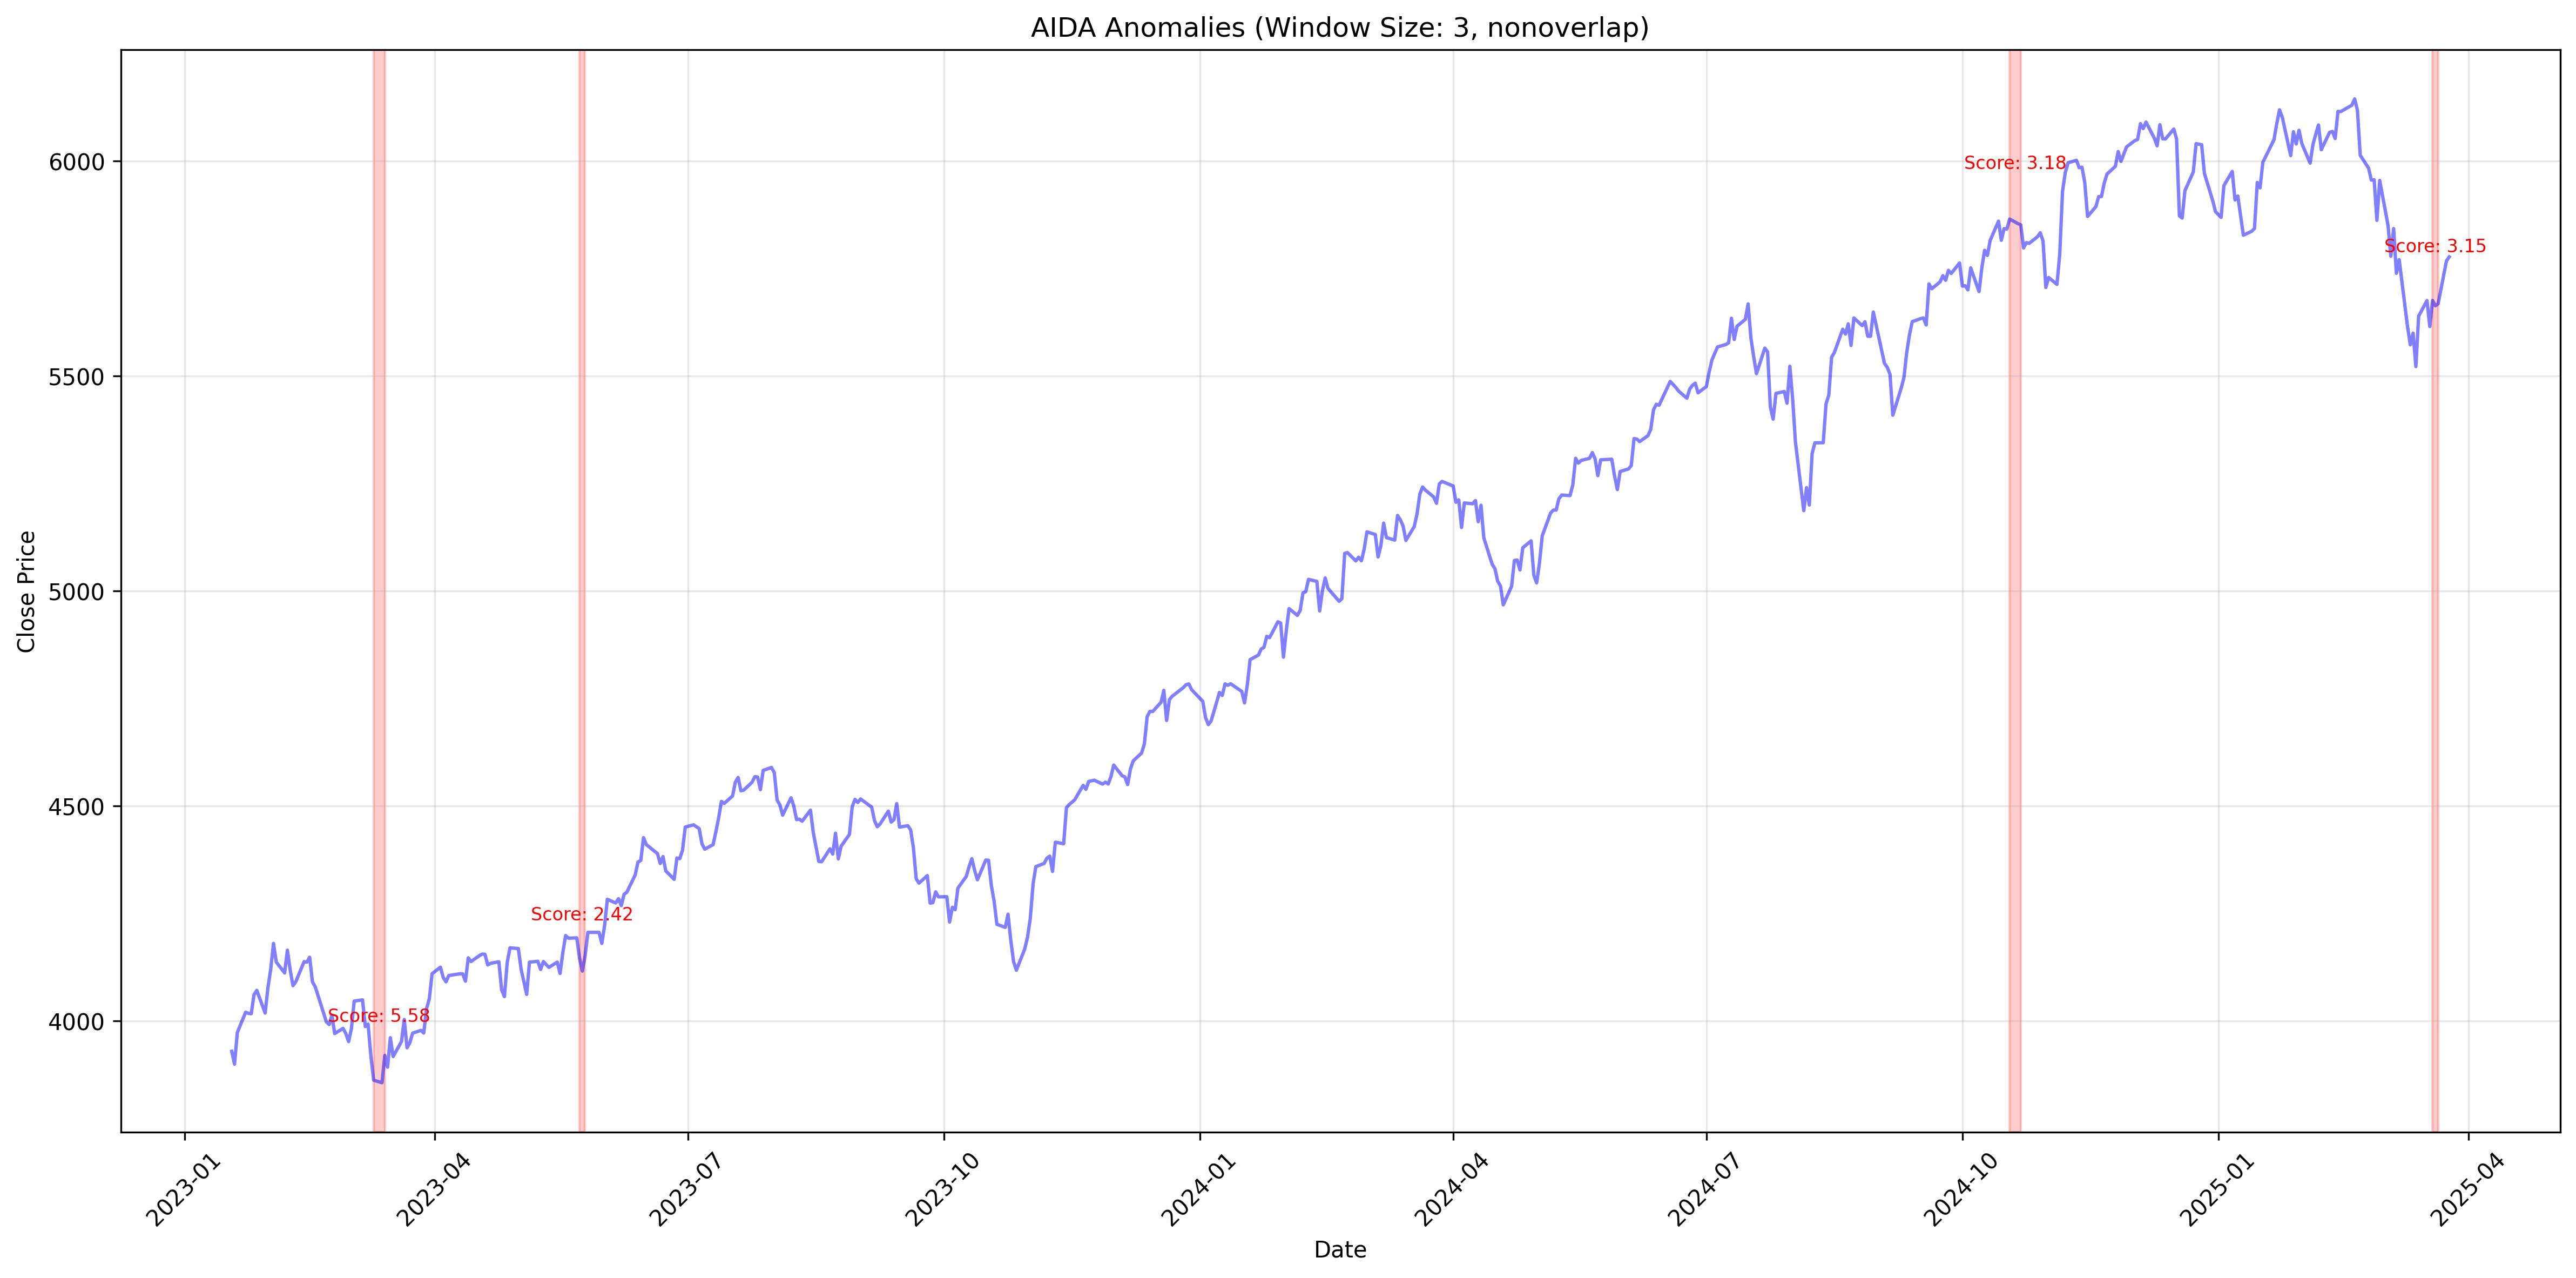 AIDA Anomalies (Window Size: 3, nonoverlap)
Close Price
6000
5500
5000
4500
4000
Score: 5.58
Score: 2.42
Score: 3.18
Score: 3.15
2023-01
2023-04
2023-07
2023-10
2024-01
2024-04
2024-07
2024-10
2025-01
2025-04
Date